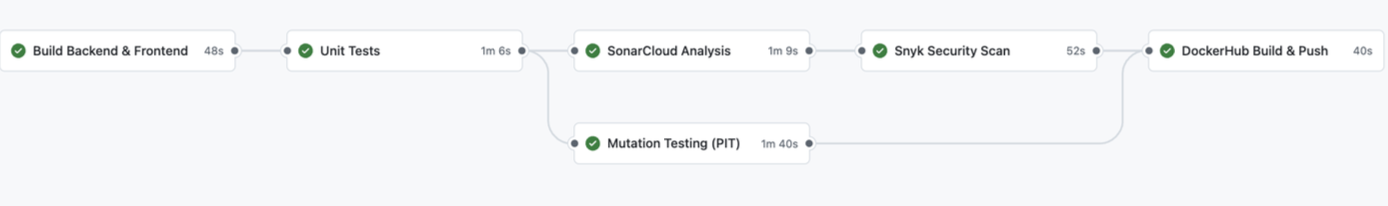 Build Backend & Frontend 48s
Unit Tests 1m 6s
SonarCloud Analysis 1m 9s
Snyk Security Scan 52s
DockerHub Build & Push 40s
Mutation Testing (PIT) 1m 40s